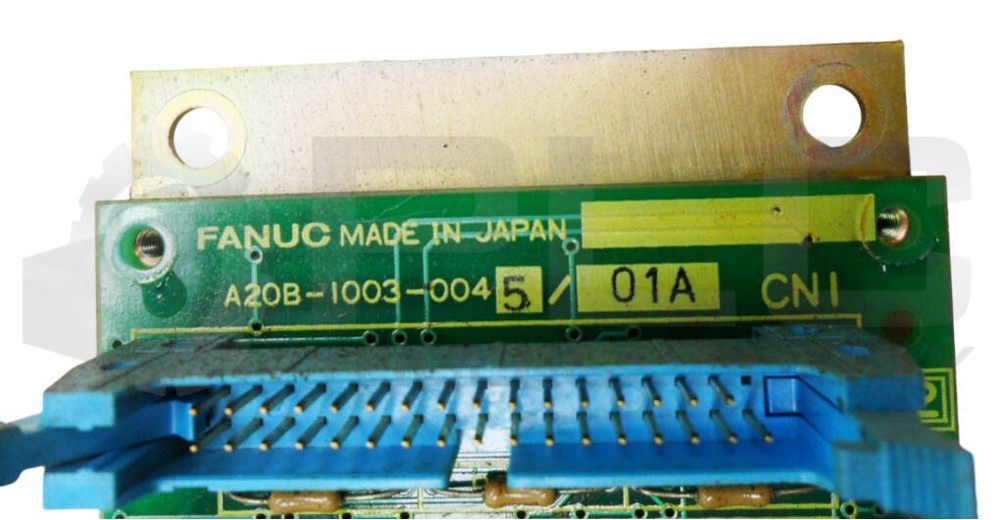 FANUC MADE IN JAPAN
A20B-1003-0045/01A CN1